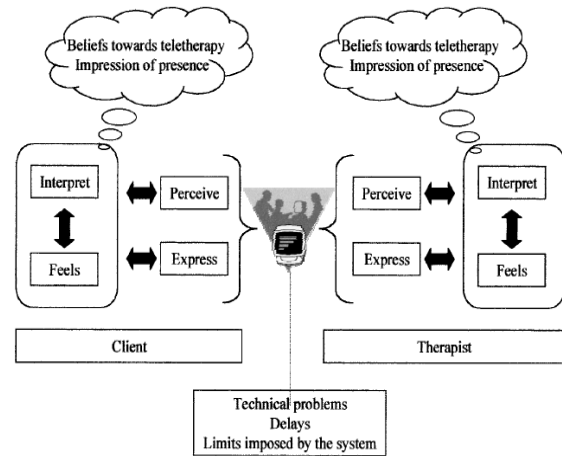 Beliefs towards teletherapy
Impression of presence
Beliefs towards teletherapy
Impression of presence
Interpret
Perceive
Feels
Express
Perceive
Interpret
Express
Feels
Client
Therapist
Technical problems
Delays
Limits imposed by the system